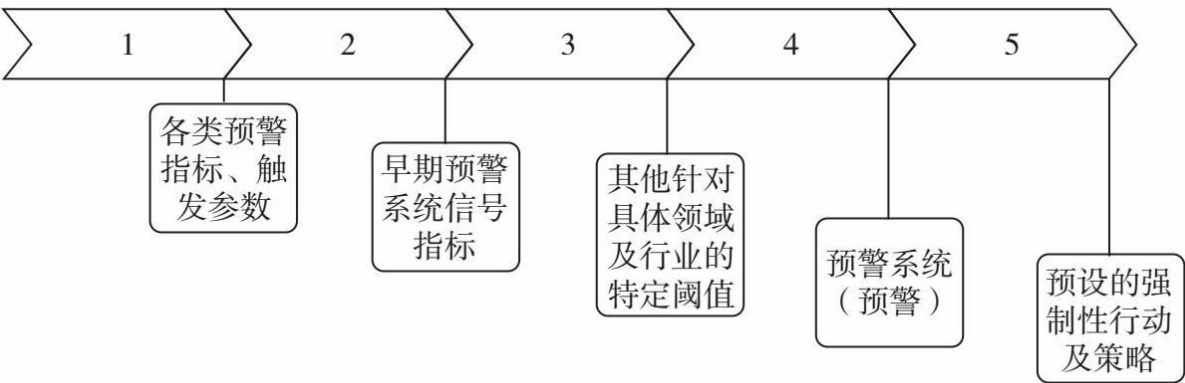 1
2
3
4
5
各类预警
指标、触
发参数
早期预警
系统信号
指标
其他针对
具体领域
及行业的
特定阈值
预警系统
（预警）
预设的强
制性行动
及策略